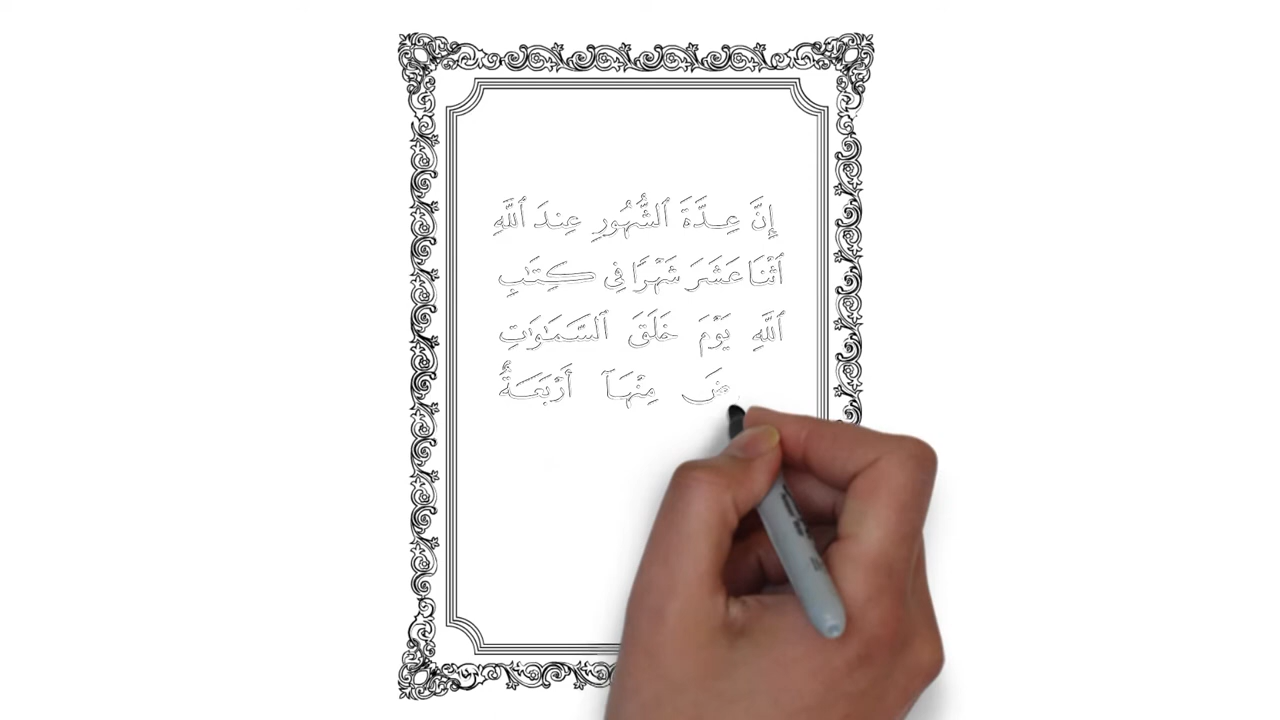 إِنَّ عِدَّةَ ٱلشُّهُورِ عِندَ ٱللَّهِ
ٱثْنَا عَشَرَ شَهْرًا فِي كِتَٰبِ
ٱللَّهِ يَوْمَ خَلَقَ ٱلسَّمَٰوَٰتِ
مِنْهَآ أَرْبَعَةٌ